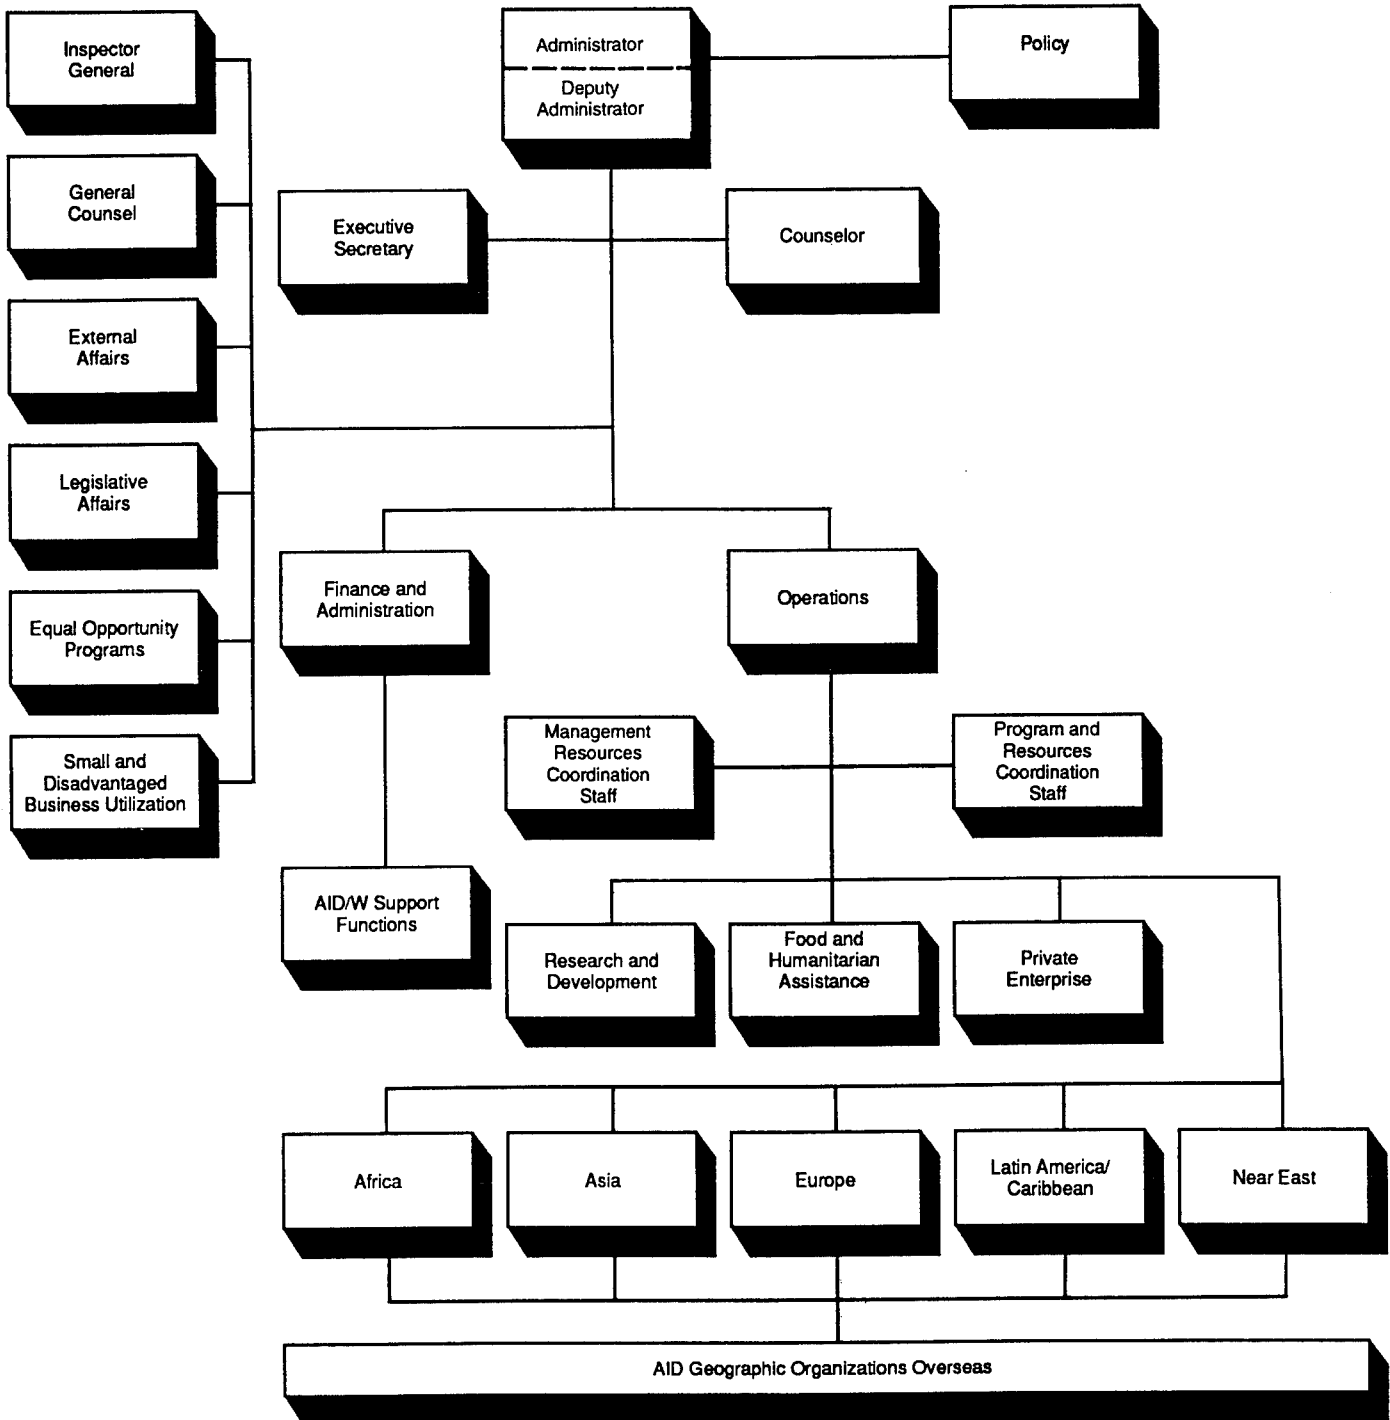 Inspector
General
Administrator
Deputy
Administrator
Policy
General
Counsel
Executive
Secretary
Counselor
External
Affairs
Legislative
Affairs
Finance and
Administration
Operations
Equal Opportunity
Programs
Small and
Disadvantaged
Business Utilization
Management
Resources
Coordination
Staff
Program and
Resources
Coordination
Staff
AID/W Support
Functions
Research and
Development
Food and
Humanitarian
Assistance
Private
Enterprise
Africa
Asia
Europe
Latin America/
Caribbean
Near East
AID Geographic Organizations Overseas